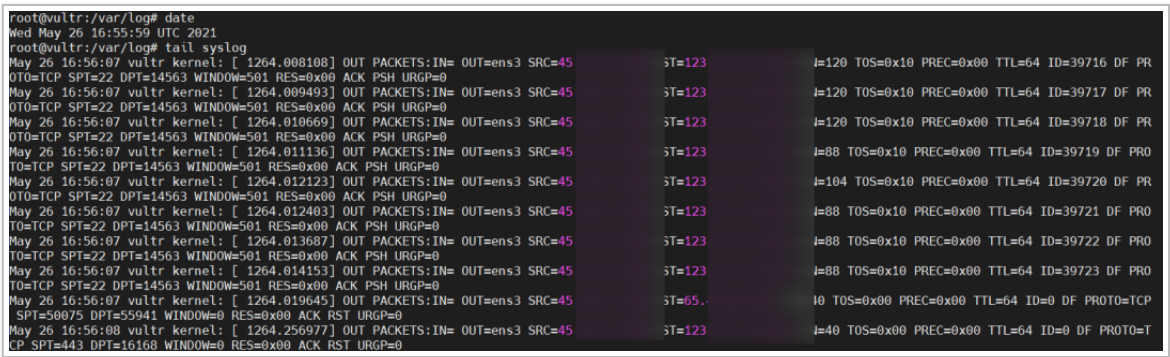 root@vultr:/var/log# date
Wed May 26 16:55:59 UTC 2021
root@vultr:/var/log# tail syslog
May 26 16:56:07 vultr kernel: [ 1264.008108] OUT PACKETS:IN= OUT=ens3 SRC=45 ST=123 =120 TOS=0x10 PREC=0x00 TTL=64 ID=39716 DF PR
OTO=TCP SPT=22 DPT=14563 WINDOW=501 RES=0x00 ACK PSH URGP=0
May 26 16:56:07 vultr kernel: [ 1264.009493] OUT PACKETS:IN= OUT=ens3 SRC=45 ST=123 =120 TOS=0x10 PREC=0x00 TTL=64 ID=39717 DF PR
OTO=TCP SPT=22 DPT=14563 WINDOW=501 RES=0x00 ACK PSH URGP=0
May 26 16:56:07 vultr kernel: [ 1264.010669] OUT PACKETS:IN= OUT=ens3 SRC=45 ST=123 =120 TOS=0x10 PREC=0x00 TTL=64 ID=39718 DF PR
OTO=TCP SPT=22 DPT=14563 WINDOW=501 RES=0x00 ACK PSH URGP=0
May 26 16:56:07 vultr kernel: [ 1264.011136] OUT PACKETS:IN= OUT=ens3 SRC=45 ST=123 =88 TOS=0x10 PREC=0x00 TTL=64 ID=39719 DF PRO
TO=TCP SPT=22 DPT=14563 WINDOW=501 RES=0x00 ACK PSH URGP=0
May 26 16:56:07 vultr kernel: [ 1264.012123] OUT PACKETS:IN= OUT=ens3 SRC=45 ST=123 =104 TOS=0x10 PREC=0x00 TTL=64 ID=39720 DF PR
OTO=TCP SPT=22 DPT=14563 WINDOW=501 RES=0x00 ACK PSH URGP=0
May 26 16:56:07 vultr kernel: [ 1264.012403] OUT PACKETS:IN= OUT=ens3 SRC=45 ST=123 =88 TOS=0x10 PREC=0x00 TTL=64 ID=39721 DF PRO
TO=TCP SPT=22 DPT=14563 WINDOW=501 RES=0x00 ACK PSH URGP=0
May 26 16:56:07 vultr kernel: [ 1264.013687] OUT PACKETS:IN= OUT=ens3 SRC=45 ST=123 =88 TOS=0x10 PREC=0x00 TTL=64 ID=39722 DF PRO
TO=TCP SPT=22 DPT=14563 WINDOW=501 RES=0x00 ACK PSH URGP=0
May 26 16:56:07 vultr kernel: [ 1264.014153] OUT PACKETS:IN= OUT=ens3 SRC=45 ST=123 =88 TOS=0x10 PREC=0x00 TTL=64 ID=39723 DF PRO
TO=TCP SPT=22 DPT=14563 WINDOW=501 RES=0x00 ACK PSH URGP=0
May 26 16:56:07 vultr kernel: [ 1264.019645] OUT PACKETS:IN= OUT=ens3 SRC=45 ST=65. 40 TOS=0x00 PREC=0x00 TTL=64 ID=0 DF PROTO=TCP
SPT=50075 DPT=55941 WINDOW=0 RES=0x00 ACK RST URGP=0
May 26 16:56:08 vultr kernel: [ 1264.256977] OUT PACKETS:IN= OUT=ens3 SRC=45 ST=123 =40 TOS=0x00 PREC=0x00 TTL=64 ID=0 DF PROTO=T
CP SPT=443 DPT=16168 WINDOW=0 RES=0x00 ACK RST URGP=0